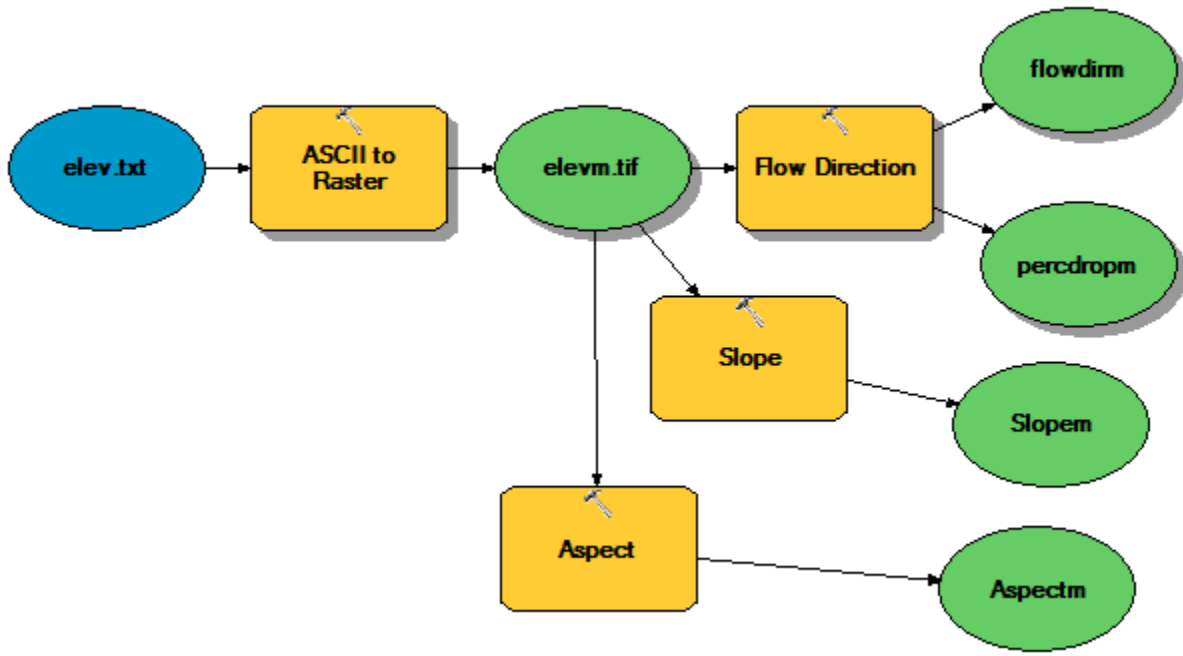 flowdirm
elev.txt
ASCII to
Raster
elevm.tif
Flow Direction
percdropm
Slope
Slopem
Aspect
Aspectm